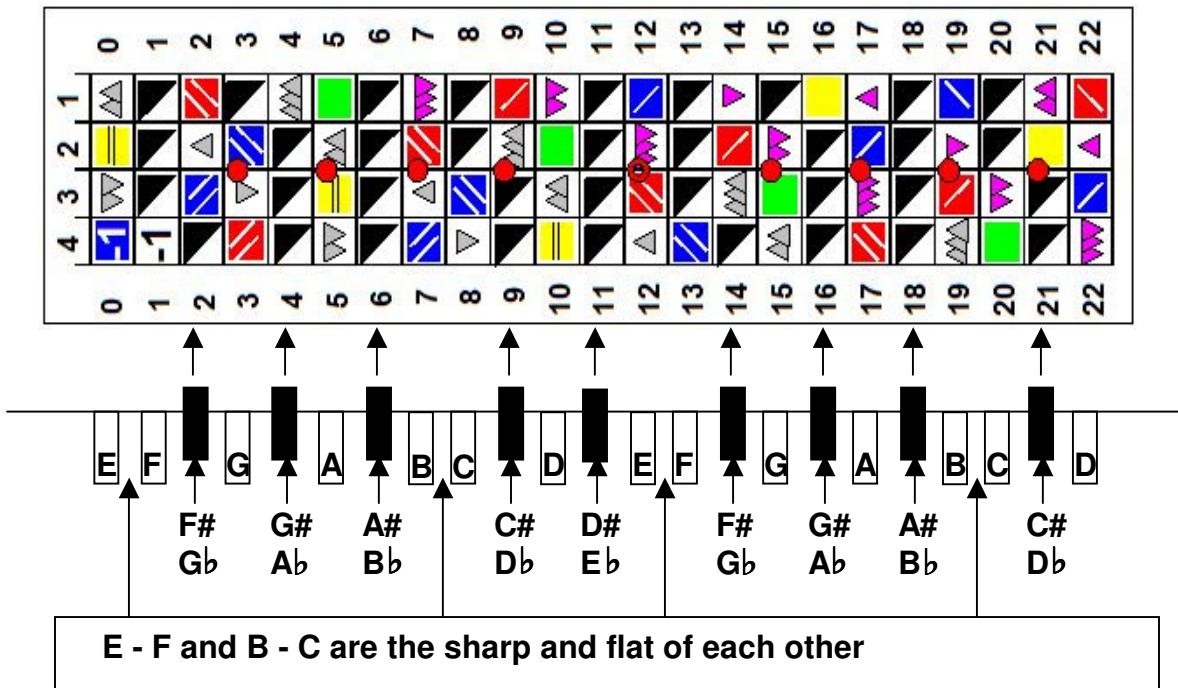 0 1 2 3 4 5 6 7 8 9 10 11 12 13 14 15 16 17 18 19 20 21 22
1
2
3
4 -1 -1
0 1 2 3 4 5 6 7 8 9 10 11 12 13 14 15 16 17 18 19 20 21 22
E F G A B C D E F G A B C D
F# G# A# C# D# F# G# A# C#
G♭ A♭ B♭ D♭ E♭ G♭ A♭ B♭ D♭
E - F and B - C are the sharp and flat of each other